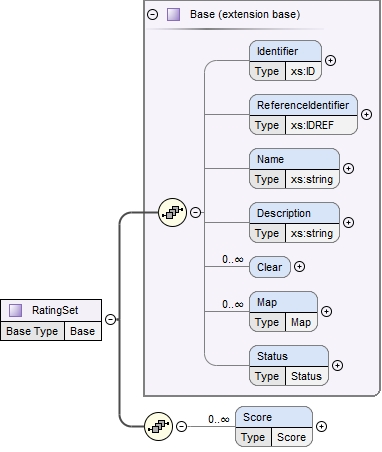 Base (extension base)
Identifier
Type xs:ID
ReferenceIdentifier
Type xs:IDREF
Name
Type xs:string
Description
Type xs:string
0..∞ Clear
0..∞ Map
Type Map
Status
Type Status
RatingSet
Base Type Base
0..∞ Score
Type Score